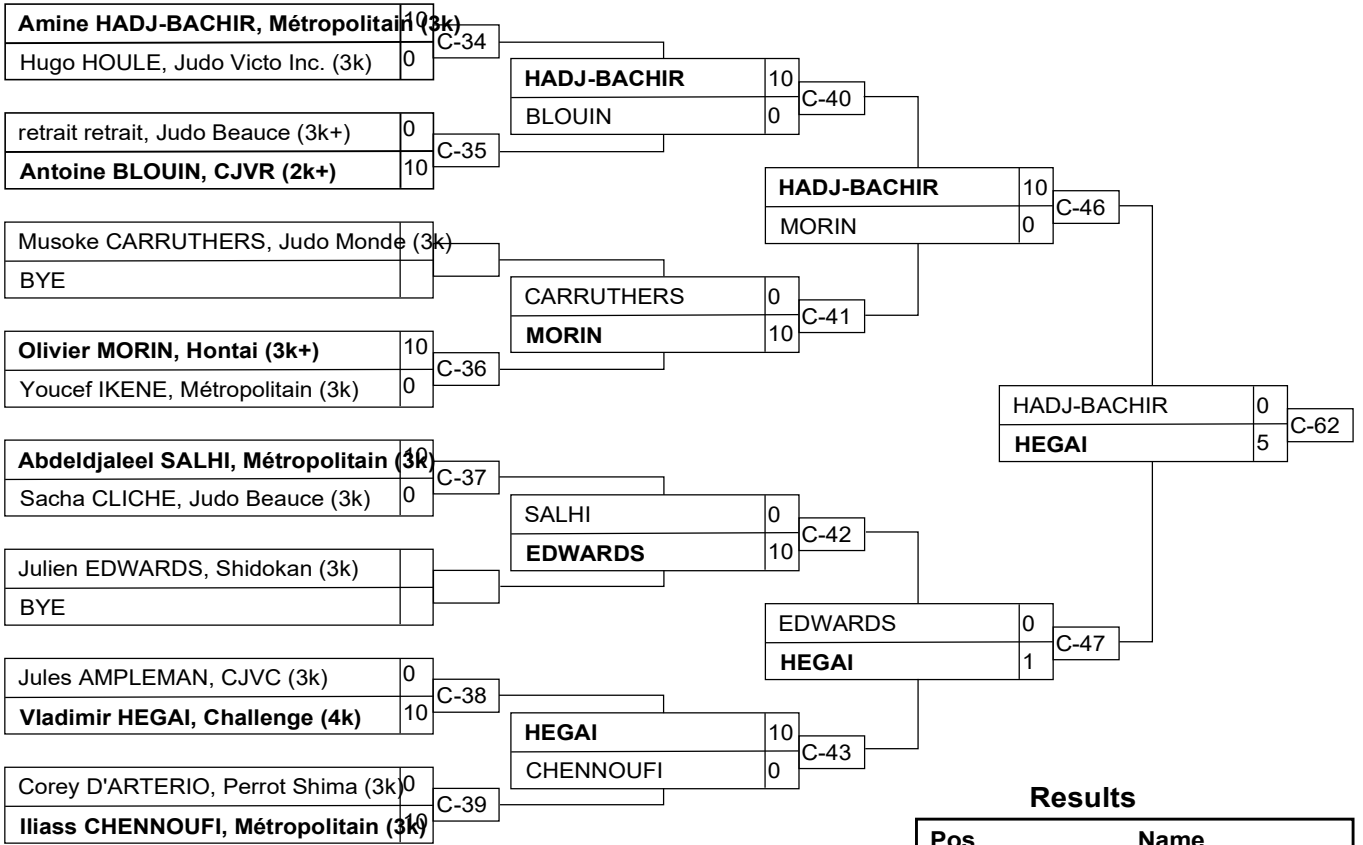 Amine HADJ-BACHIR, Métropolitain (3k) 10
C-34
Hugo HOULE, Judo Victo Inc. (3k) 0
HADJ-BACHIR 10
C-40
BLOUIN 0
retrait retrait, Judo Beauce (3k+) 0
C-35
Antoine BLOUIN, CJVR (2k+) 10
HADJ-BACHIR 10
C-46
MORIN 0
Musoke CARRUTHERS, Judo Monde (3k)
BYE
CARRUTHERS 0
C-41
MORIN 10
Olivier MORIN, Hontai (3k+) 10
C-36
Youcef IKENE, Métropolitain (3k) 0
HADJ-BACHIR 0
C-62
HEGAI 5
Abdeldjaleel SALHI, Métropolitain (3k) 10
C-37
Sacha CLICHE, Judo Beauce (3k) 0
SALHI 0
C-42
EDWARDS 10
Julien EDWARDS, Shidokan (3k)
BYE
EDWARDS 0
C-47
HEGAI 1
Jules AMPLEMAN, CJVC (3k) 0
C-38
Vladimir HEGAI, Challenge (4k) 10
HEGAI 10
C-43
CHENNOUFI 0
Corey D'ARTERIO, Perrot Shima (3k) 0
C-39
Iliass CHENNOUFI, Métropolitain (3k) 10
Results
Pos Name